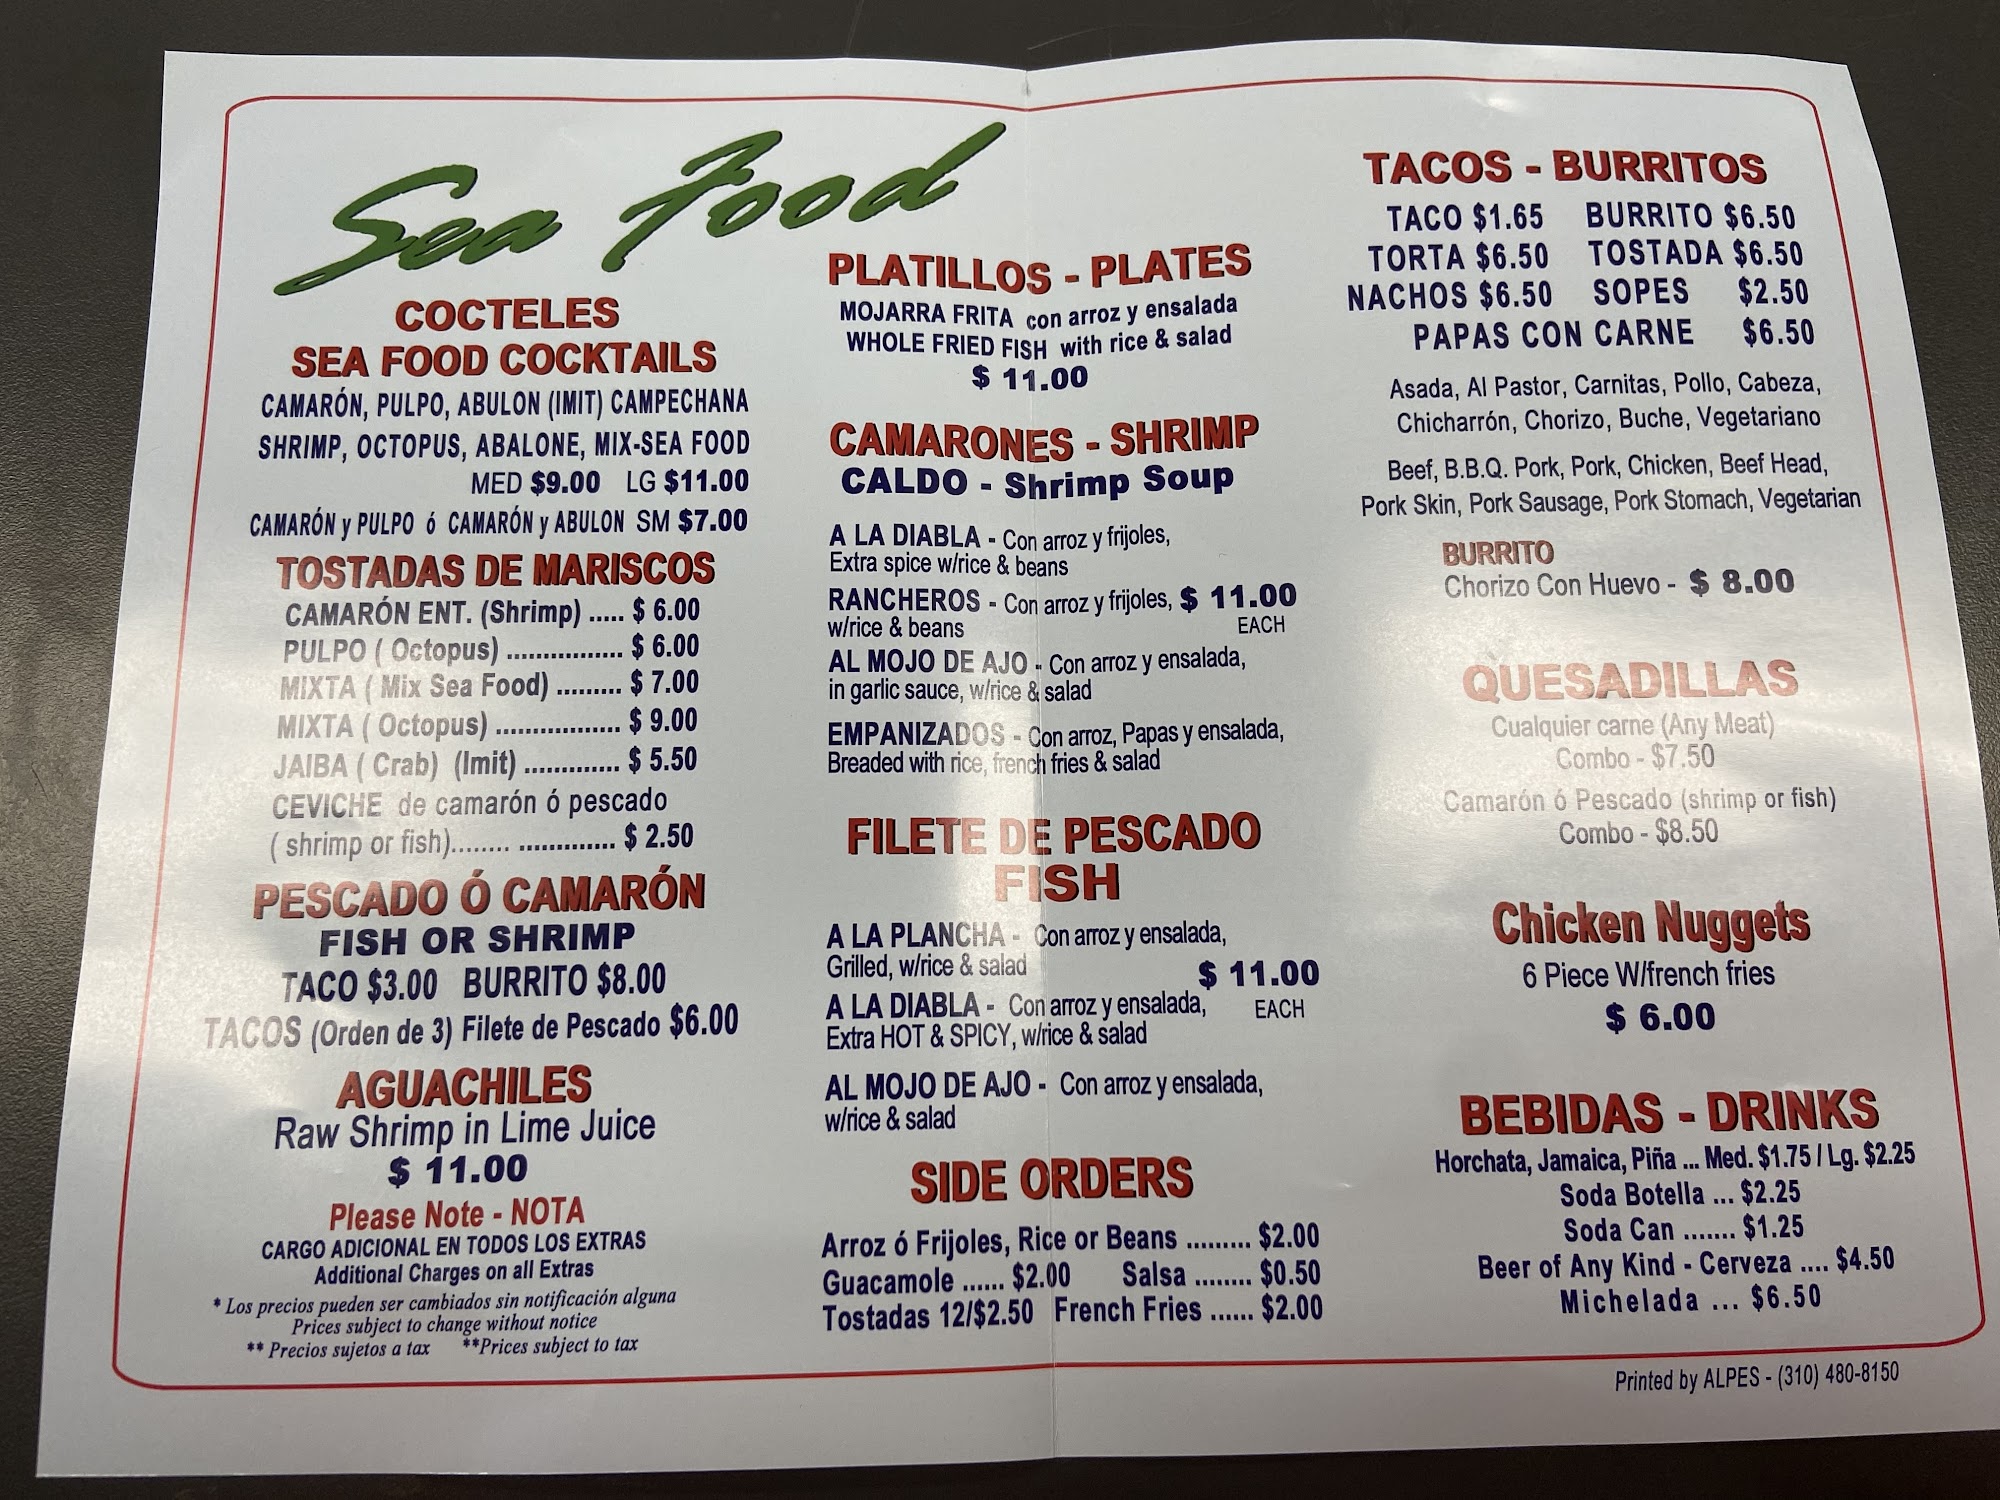 Sea Food
COCTELES
SEA FOOD COCKTAILS
CAMARÓN, PULPO, ABULON (IMIT) CAMPECHANA
SHRIMP, OCTOPUS, ABALONE, MIX-SEA FOOD
MED $9.00 LG $11.00
CAMARÓN y PULPO ó CAMARÓN y ABULON SM $7.00
TOSTADAS DE MARISCOS
CAMARÓN ENT. (Shrimp) ..... $ 6.00
PULPO ( Octopus) ................ $ 6.00
MIXTA ( Mix Sea Food) ......... $ 7.00
MIXTA ( Octopus) ................. $ 9.00
JAIBA ( Crab) (Imit) ............. $ 5.50
CEVICHE de camarón ó pescado
( shrimp or fish)........ ............. $ 2.50
PESCADO Ó CAMARÓN
FISH OR SHRIMP
TACO $3.00 BURRITO $8.00
TACOS (Orden de 3) Filete de Pescado $6.00
AGUACHILES
Raw Shrimp in Lime Juice
$ 11.00
Please Note - NOTA
CARGO ADICIONAL EN TODOS LOS EXTRAS
Additional Charges on all Extras
* Los precios pueden ser cambiados sin notificación alguna
Prices subject to change without notice
** Precios sujetos a tax **Prices subject to tax
PLATILLOS - PLATES
MOJARRA FRITA con arroz y ensalada
WHOLE FRIED FISH with rice & salad
$ 11.00
CAMARONES - SHRIMP
CALDO - Shrimp Soup
A LA DIABLA - Con arroz y frijoles,
Extra spice w/rice & beans
RANCHEROS - Con arroz y frijoles, $ 11.00
w/rice & beans EACH
AL MOJO DE AJO - Con arroz y ensalada,
in garlic sauce, w/rice & salad
EMPANIZADOS - Con arroz, Papas y ensalada,
Breaded with rice, french fries & salad
FILETE DE PESCADO
FISH
A LA PLANCHA - Con arroz y ensalada,
Grilled, w/rice & salad $ 11.00
A LA DIABLA - Con arroz y ensalada, EACH
Extra HOT & SPICY, w/rice & salad
AL MOJO DE AJO - Con arroz y ensalada,
w/rice & salad
SIDE ORDERS
Arroz ó Frijoles, Rice or Beans ......... $2.00
Guacamole ...... $2.00 Salsa ........ $0.50
Tostadas 12/$2.50 French Fries ...... $2.00
TACOS - BURRITOS
TACO $1.65 BURRITO $6.50
TORTA $6.50 TOSTADA $6.50
NACHOS $6.50 SOPES $2.50
PAPAS CON CARNE $6.50
Asada, Al Pastor, Carnitas, Pollo, Cabeza,
Chicharrón, Chorizo, Buche, Vegetariano
Beef, B.B.Q. Pork, Pork, Chicken, Beef Head,
Pork Skin, Pork Sausage, Pork Stomach, Vegetarian
BURRITO
Chorizo Con Huevo - $ 8.00
QUESADILLAS
Cualquier carne (Any Meat)
Combo - $7.50
Camarón ó Pescado (shrimp or fish)
Combo - $8.50
Chicken Nuggets
6 Piece W/french fries
$ 6.00
BEBIDAS - DRINKS
Horchata, Jamaica, Piña ... Med. $1.75 / Lg. $2.25
Soda Botella ... $2.25
Soda Can ....... $1.25
Beer of Any Kind - Cerveza .... $4.50
Michelada ... $6.50
Printed by ALPES - (310) 480-8150